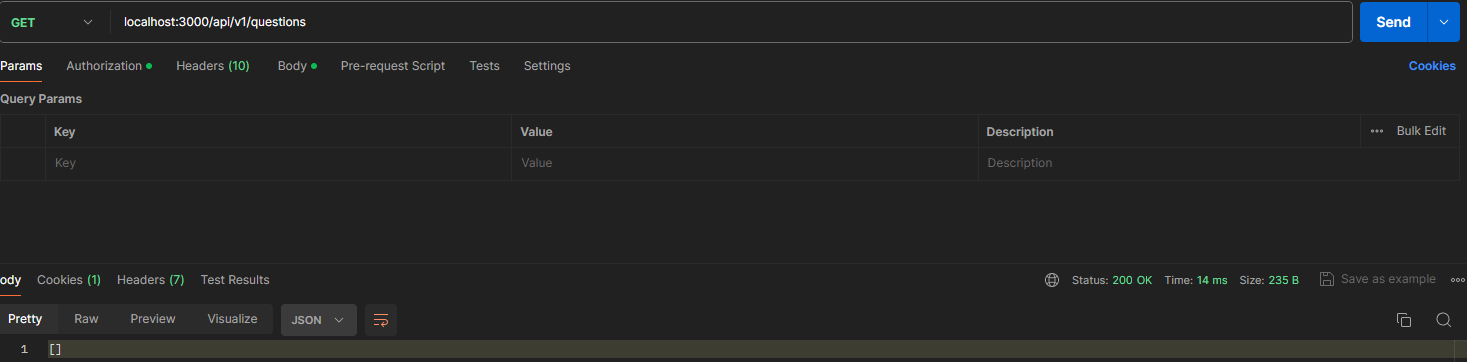 GET localhost:3000/api/v1/questions Send
Params Authorization Headers (10) Body Pre-request Script Tests Settings Cookies
Query Params
Key Value Description ••• Bulk Edit
Key Value Description
ody Cookies (1) Headers (7) Test Results Status: 200 OK Time: 14 ms Size: 235 B Save as example
Pretty Raw Preview Visualize JSON
1 []